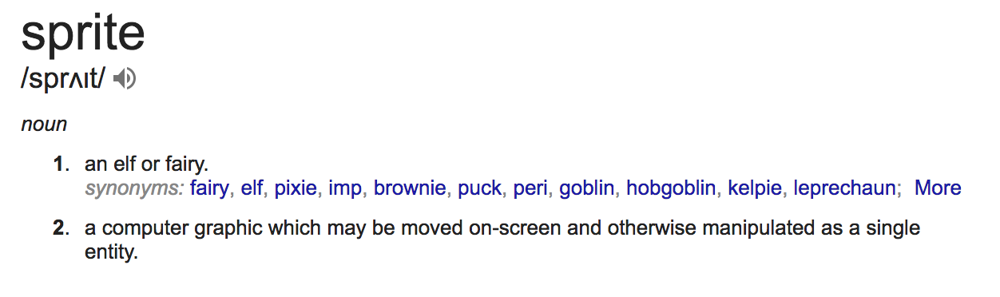 sprite
/sprʌɪt/
noun
1. an elf or fairy.
synonyms: fairy, elf, pixie, imp, brownie, puck, peri, goblin, hobgoblin, kelpie, leprechaun; More
2. a computer graphic which may be moved on-screen and otherwise manipulated as a single
entity.